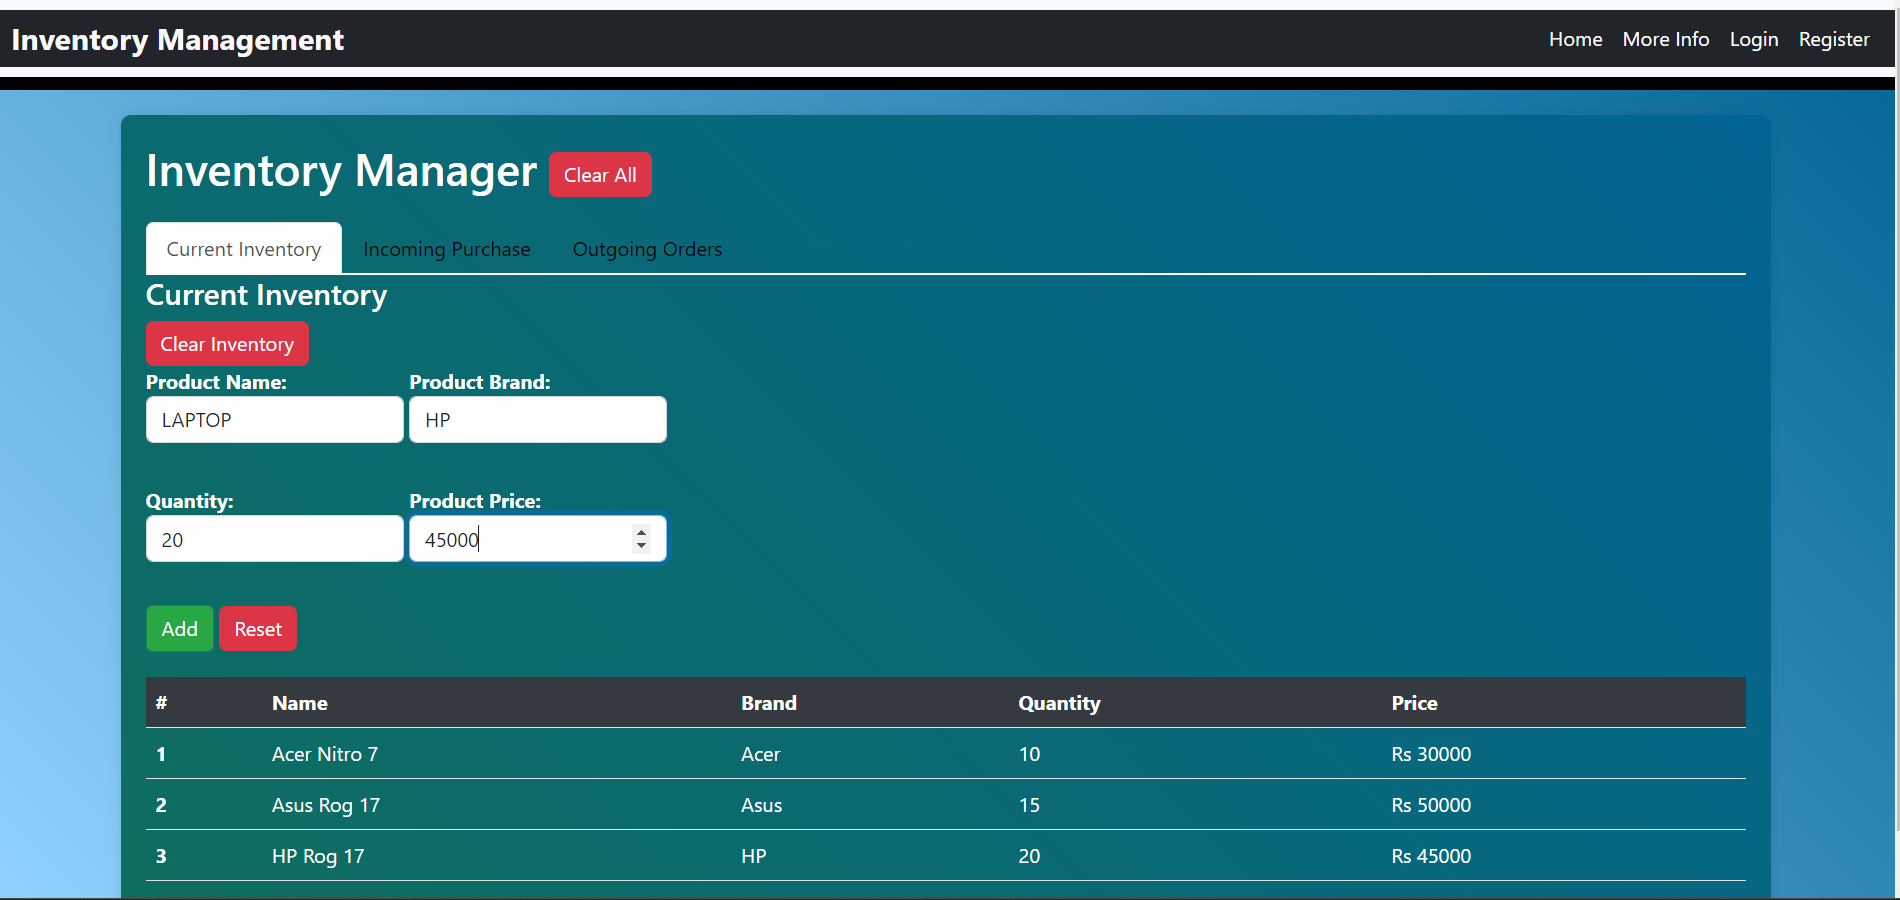 Inventory Management Home More Info Login Register
Inventory Manager Clear All
Current Inventory Incoming Purchase Outgoing Orders
Current Inventory
Clear Inventory
Product Name: Product Brand:
LAPTOP HP
Quantity: Product Price:
20 45000
Add Reset
# Name Brand Quantity Price
1 Acer Nitro 7 Acer 10 Rs 30000
2 Asus Rog 17 Asus 15 Rs 50000
3 HP Rog 17 HP 20 Rs 45000